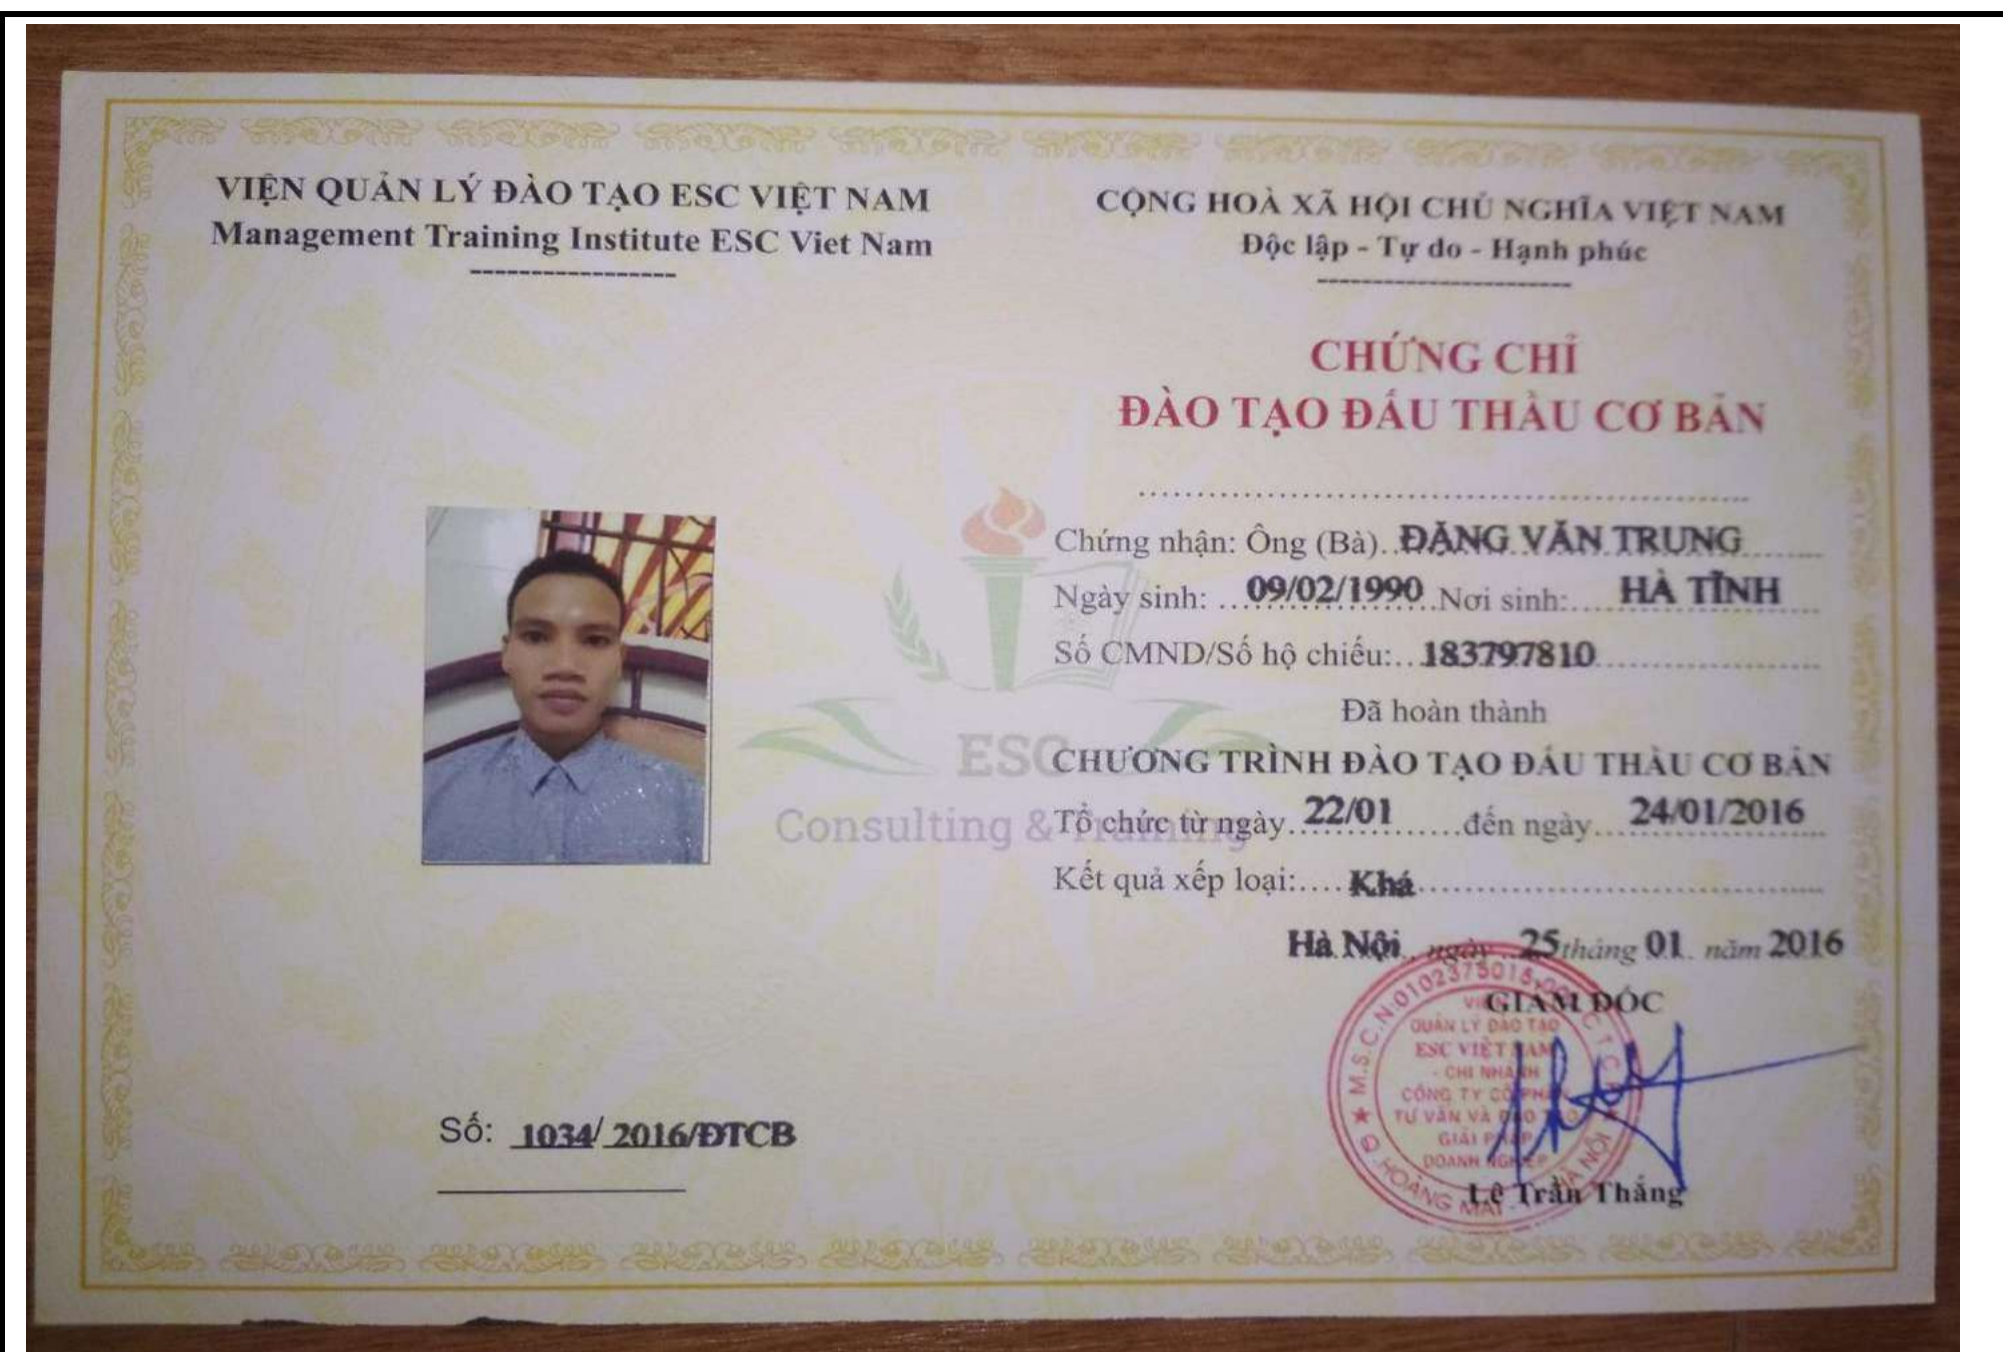 VIỆN QUẢN LÝ ĐÀO TẠO ESC VIỆT NAM
Management Training Institute ESC Viet Nam
CỘNG HOÀ XÃ HỘI CHỦ NGHĨA VIỆT NAM
Độc lập - Tự do - Hạnh phúc
CHỨNG CHỈ
ĐÀO TẠO ĐẤU THẦU CƠ BẢN
Chứng nhận: Ông (Bà) ĐẶNG VĂN TRUNG
Ngày sinh: 09/02/1990 Nơi sinh: HÀ TĨNH
Số CMND/Số hộ chiếu: 183797810
Đã hoàn thành
CHƯƠNG TRÌNH ĐÀO TẠO ĐẤU THẦU CƠ BẢN
Tổ chức từ ngày 22/01 đến ngày 24/01/2016
Kết quả xếp loại: Khá
Hà Nội, ngày 25 tháng 01 năm 2016
GIÁM ĐỐC
Lê Trần Thắng
Số: 1034/ 2016/ĐTCB
ESC
Consulting & Training
QUẢN LÝ ĐÀO TẠO
ESC VIỆT NAM
- CHI NHÁNH
CÔNG TY CỔ PHẦN
TƯ VẤN VÀ ĐÀO TẠO
GIẢI PHÁP
DOANH NGHIỆP
Q. HOÀNG MAI - HÀ NỘI